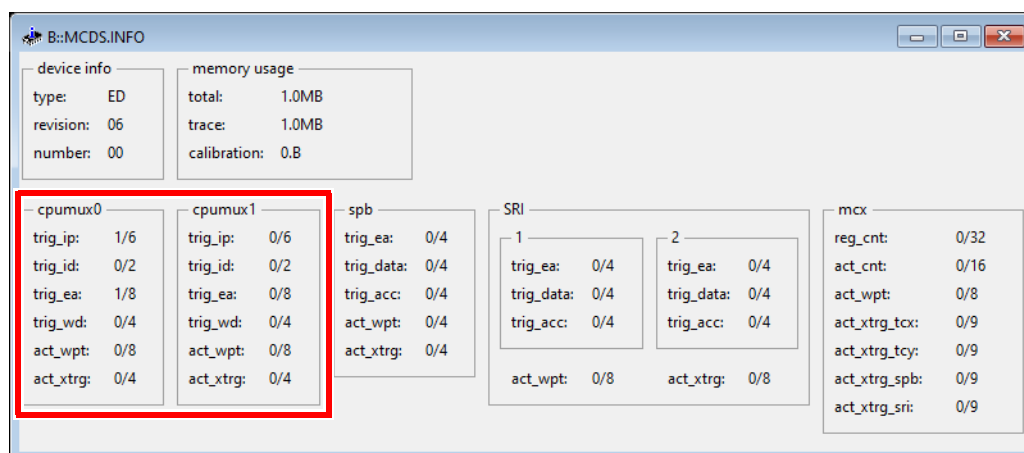 B::MCDS.INFO
device info
type: ED
revision: 06
number: 00
memory usage
total: 1.0MB
trace: 1.0MB
calibration: 0.B
cpumux0
trig_ip: 1/6
trig_id: 0/2
trig_ea: 1/8
trig_wd: 0/4
act_wpt: 0/8
act_xtrg: 0/4
cpumux1
trig_ip: 0/6
trig_id: 0/2
trig_ea: 0/8
trig_wd: 0/4
act_wpt: 0/8
act_xtrg: 0/4
spb
trig_ea: 0/4
trig_data: 0/4
trig_acc: 0/4
act_wpt: 0/4
act_xtrg: 0/4
SRI
1
trig_ea: 0/4
trig_data: 0/4
trig_acc: 0/4
2
trig_ea: 0/4
trig_data: 0/4
trig_acc: 0/4
act_wpt: 0/8 act_xtrg: 0/8
mcx
reg_cnt: 0/32
act_cnt: 0/16
act_wpt: 0/8
act_xtrg_tcx: 0/9
act_xtrg_tcy: 0/9
act_xtrg_spb: 0/9
act_xtrg_sri: 0/9